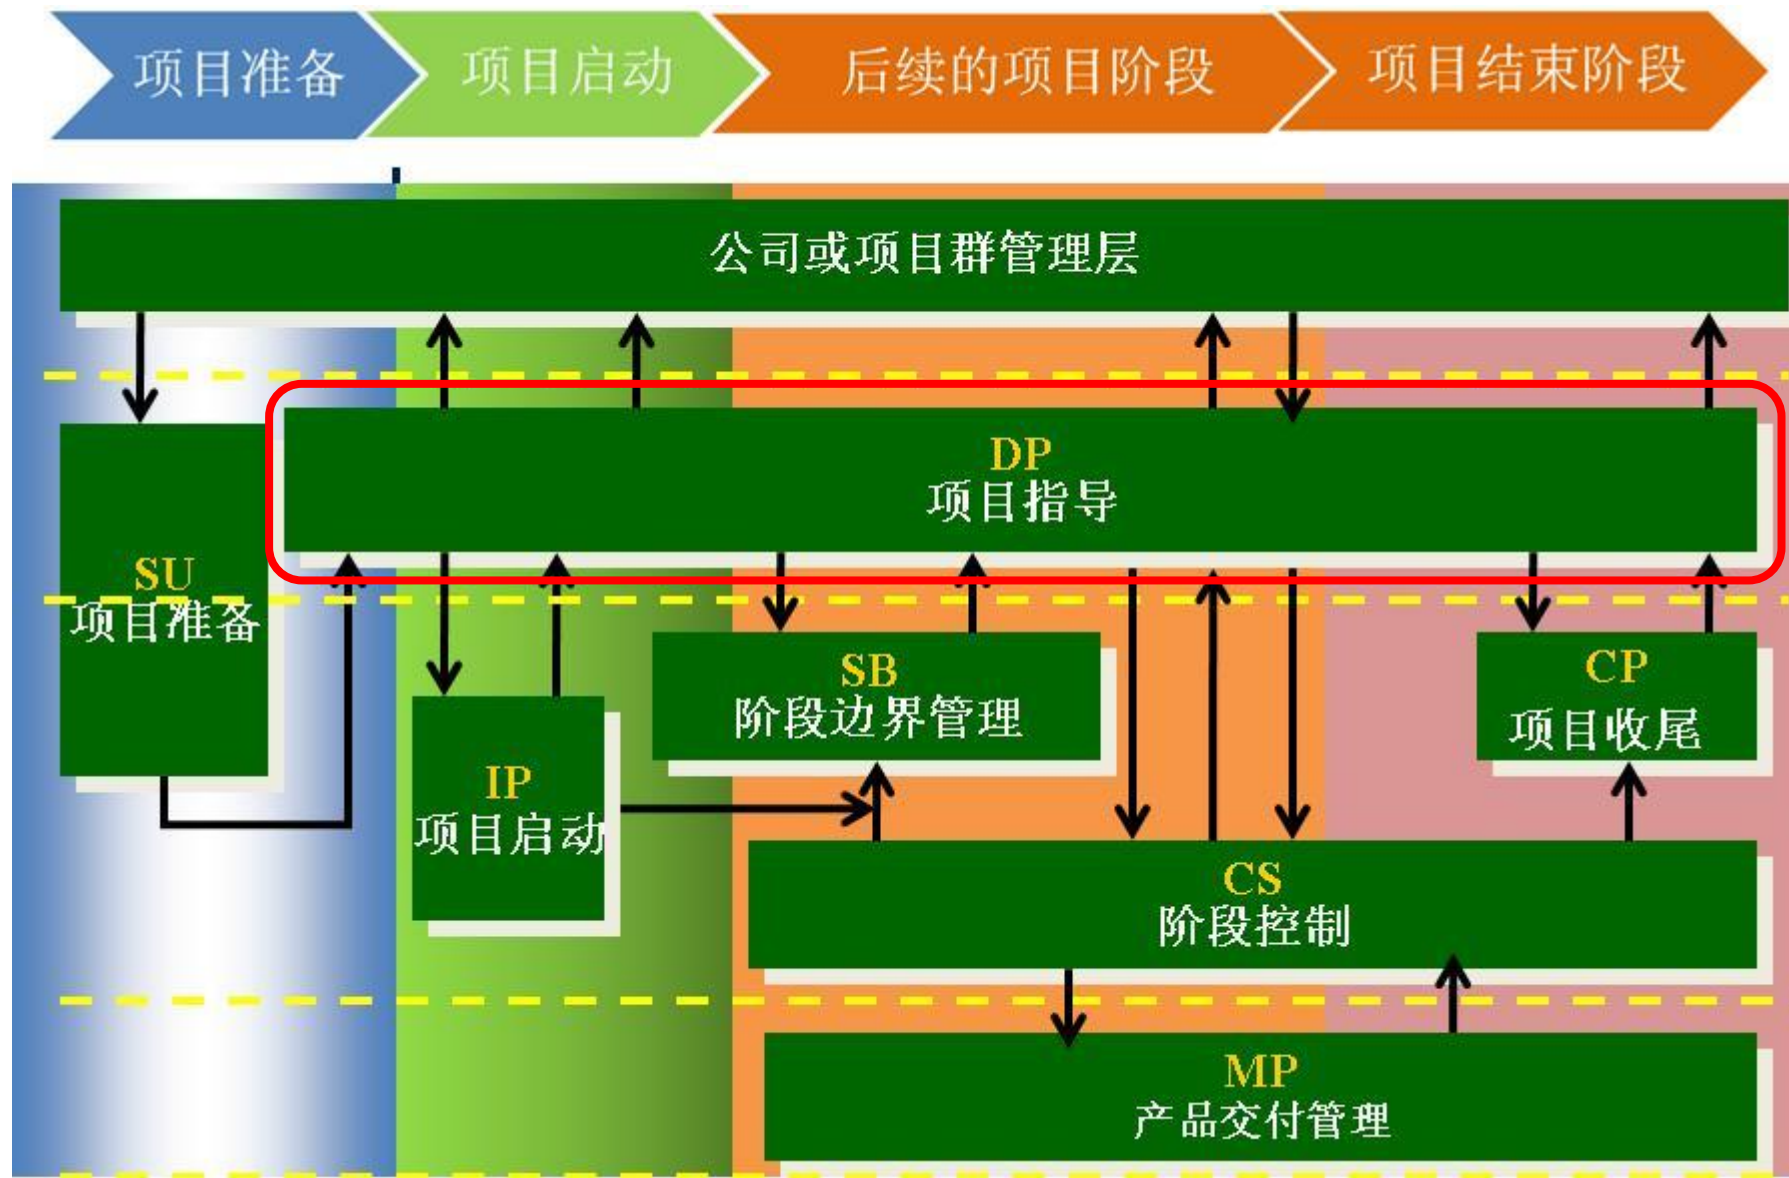 项目准备
项目启动
后续的项目阶段
项目结束阶段
公司或项目群管理层
DP
项目指导
SU
项目准备
SB
阶段边界管理
CP
项目收尾
IP
项目启动
CS
阶段控制
MP
产品交付管理